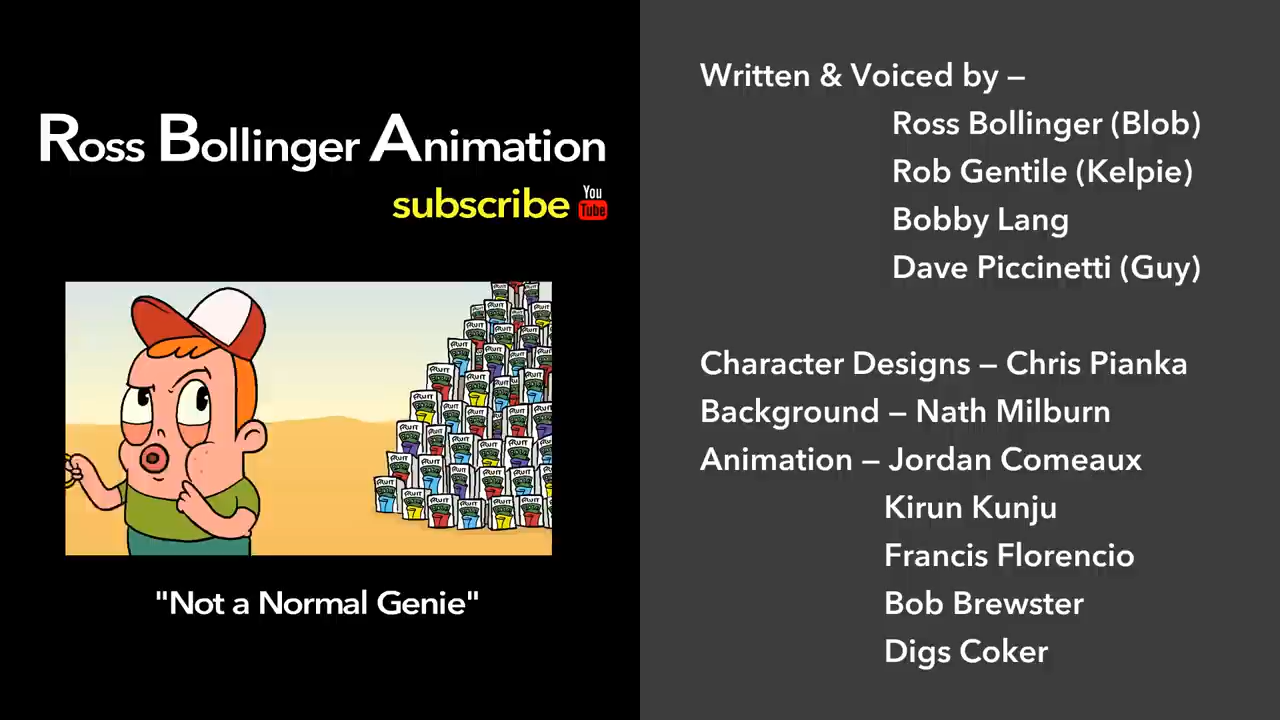 Ross Bollinger Animation
subscribe You Tube
"Not a Normal Genie"
Written & Voiced by –
Ross Bollinger (Blob)
Rob Gentile (Kelpie)
Bobby Lang
Dave Piccinetti (Guy)
Character Designs – Chris Pianka
Background – Nath Milburn
Animation – Jordan Comeaux
Kirun Kunju
Francis Florencio
Bob Brewster
Digs Coker